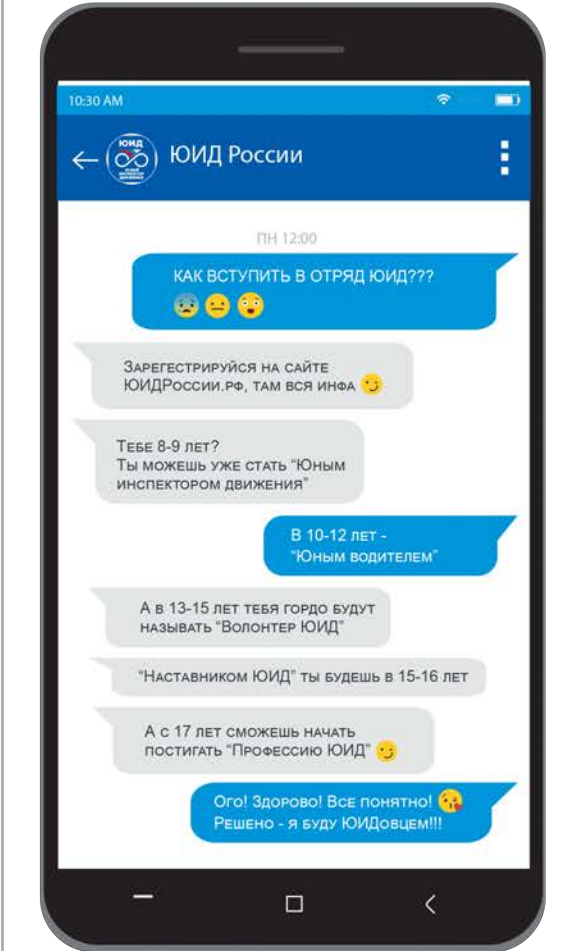 10:30 AM
ЮИД
ЮИД России
ПН 12:00
КАК ВСТУПИТЬ В ОТРЯД ЮИД???
😰 😐 😲
Зарегестрируйся на сайте
ЮИДРоссии.рф, там вся инфа 😏
Тебе 8-9 лет?
Ты можешь уже стать “Юным
инспектором движения”
В 10-12 лет -
“Юным водителем”
А в 13-15 лет тебя гордо будут
называть “Волонтер ЮИД”
“Наставником ЮИД” ты будешь в 15-16 лет
А с 17 лет сможешь начать
постигать “Профессию ЮИД” 😏
Ого! Здорово! Все понятно! 😘
Решено - я буду ЮИДовцем!!!